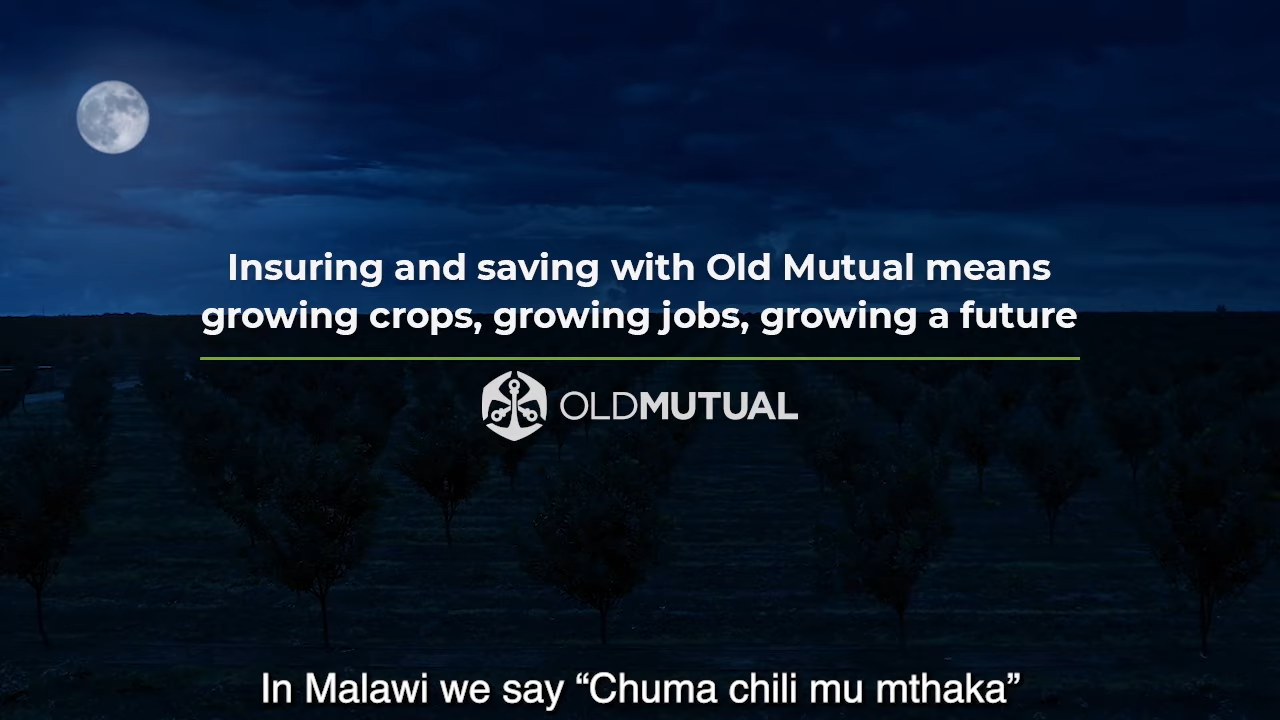 Insuring and saving with Old Mutual means
growing crops, growing jobs, growing a future
OLDMUTUAL
In Malawi we say “Chuma chili mu mthaka”